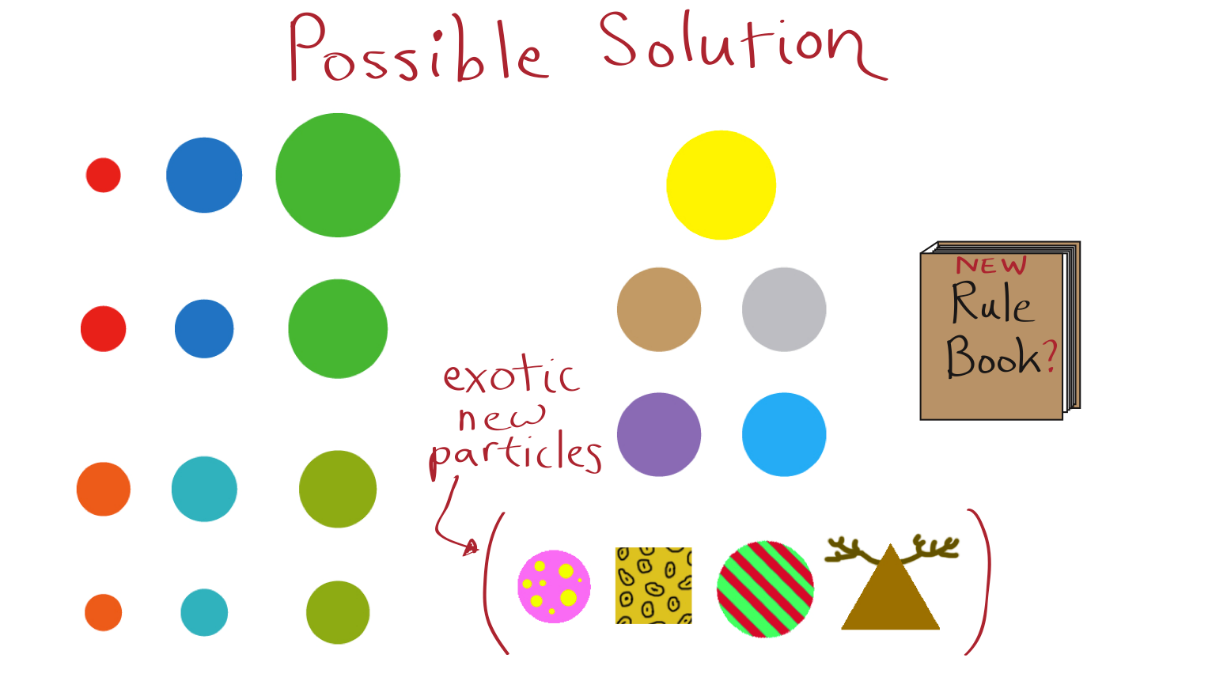 Possible Solution
exotic
new
particles
NEW
Rule
Book?